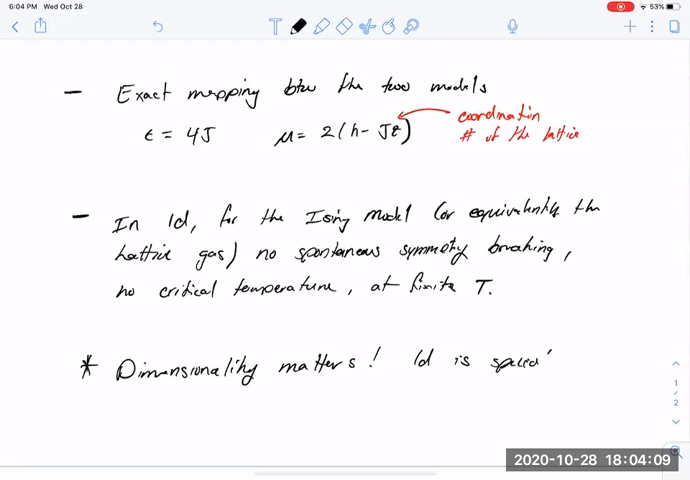 6:04 PM Wed Oct 28
53%
- Exact mapping btw the two models
ϵ = 4J μ = 2(h - Jz)
coordination
# of the lattice
- In 1d, for the Ising model (or equivalently the
lattice gas) no spontaneous symmetry breaking,
no critical temperature, at finite T.
* Dimensionality matters! 1d is special
1
/
2
2020-10-28 18:04:09